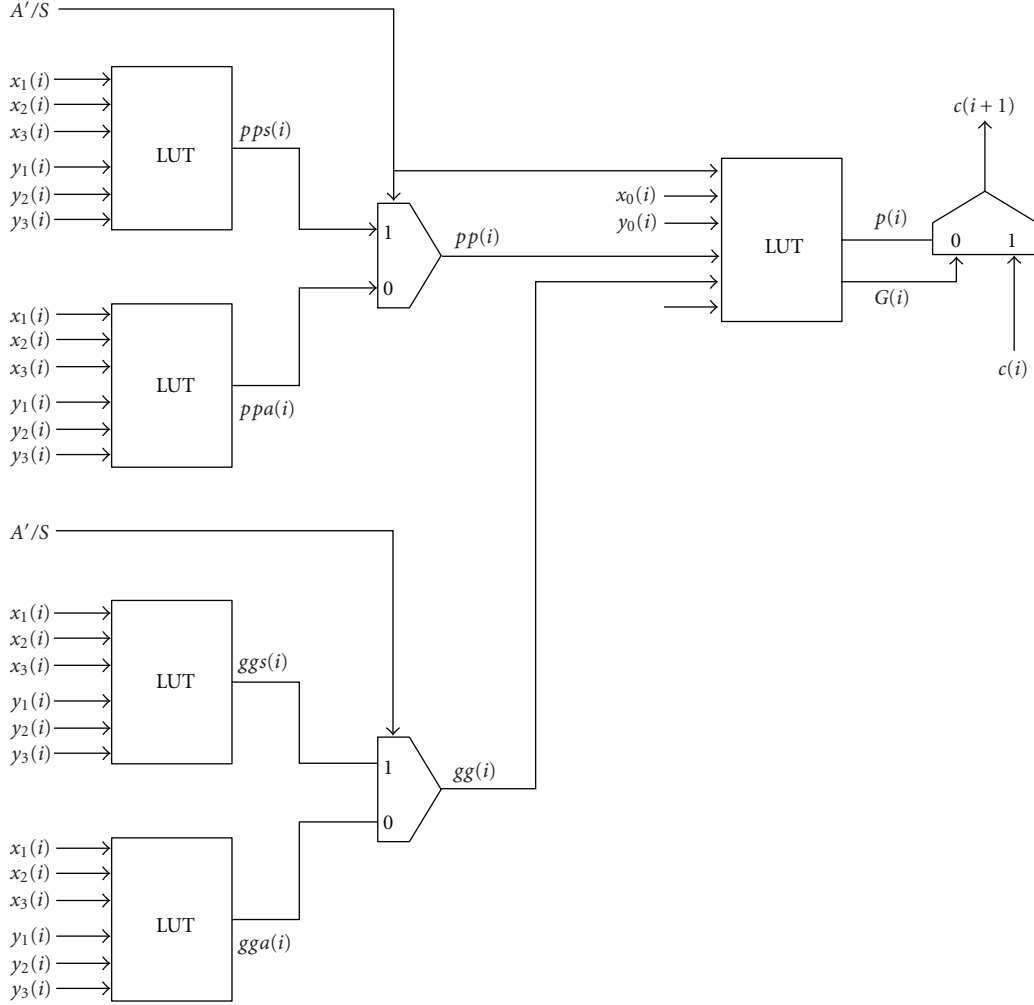 A′/S
x₁(i)
x₂(i)
x₃(i)
y₁(i)
y₂(i)
y₃(i)
LUT
pps(i)
x₁(i)
x₂(i)
x₃(i)
y₁(i)
y₂(i)
y₃(i)
LUT
ppa(i)
1
0
pp(i)
x₀(i)
y₀(i)
LUT
p(i)
G(i)
0
1
c(i + 1)
c(i)
A′/S
x₁(i)
x₂(i)
x₃(i)
y₁(i)
y₂(i)
y₃(i)
LUT
ggs(i)
x₁(i)
x₂(i)
x₃(i)
y₁(i)
y₂(i)
y₃(i)
LUT
gga(i)
1
0
gg(i)